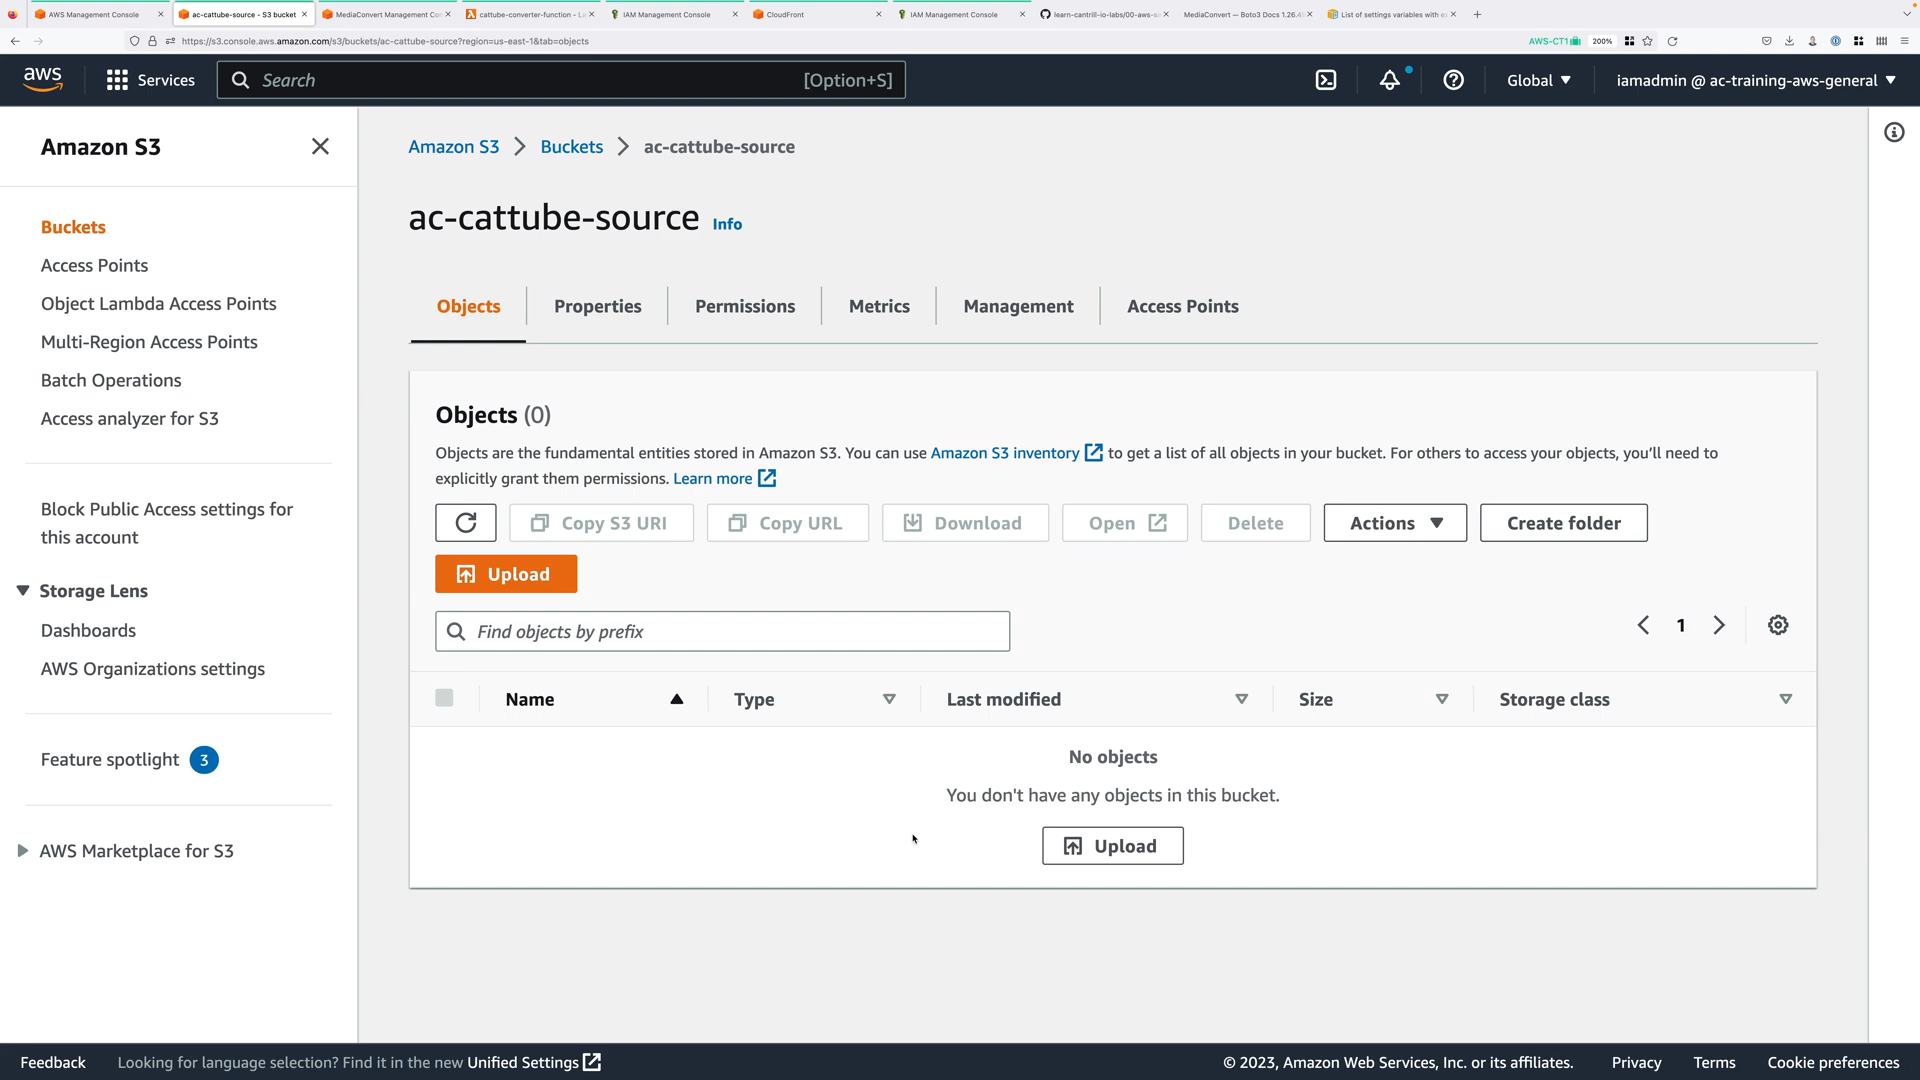 AWS Management Console
ac-cattube-source - S3 bucket
MediaConvert Management Con
cattube-converter-function - La
IAM Management Console
CloudFront
IAM Management Console
learn-cantrill-io-labs/00-aws-si
MediaConvert — Boto3 Docs 1.26.4
List of settings variables with ex
https://s3.console.aws.amazon.com/s3/buckets/ac-cattube-source?region=us-east-1&tab=objects
AWS-CT1
200%
aws
Services
Search
[Option+S]
Global
iamadmin @ ac-training-aws-general
Amazon S3
Buckets
Access Points
Object Lambda Access Points
Multi-Region Access Points
Batch Operations
Access analyzer for S3
Block Public Access settings for
this account
Storage Lens
Dashboards
AWS Organizations settings
Feature spotlight 3
AWS Marketplace for S3
Amazon S3 > Buckets > ac-cattube-source
ac-cattube-source Info
Objects
Properties
Permissions
Metrics
Management
Access Points
Objects (0)
Objects are the fundamental entities stored in Amazon S3. You can use Amazon S3 inventory to get a list of all objects in your bucket. For others to access your objects, you'll need to
explicitly grant them permissions. Learn more
Copy S3 URI
Copy URL
Download
Open
Delete
Actions
Create folder
Upload
Find objects by prefix
1
Name
Type
Last modified
Size
Storage class
No objects
You don't have any objects in this bucket.
Upload
Feedback
Looking for language selection? Find it in the new Unified Settings
© 2023, Amazon Web Services, Inc. or its affiliates.
Privacy
Terms
Cookie preferences